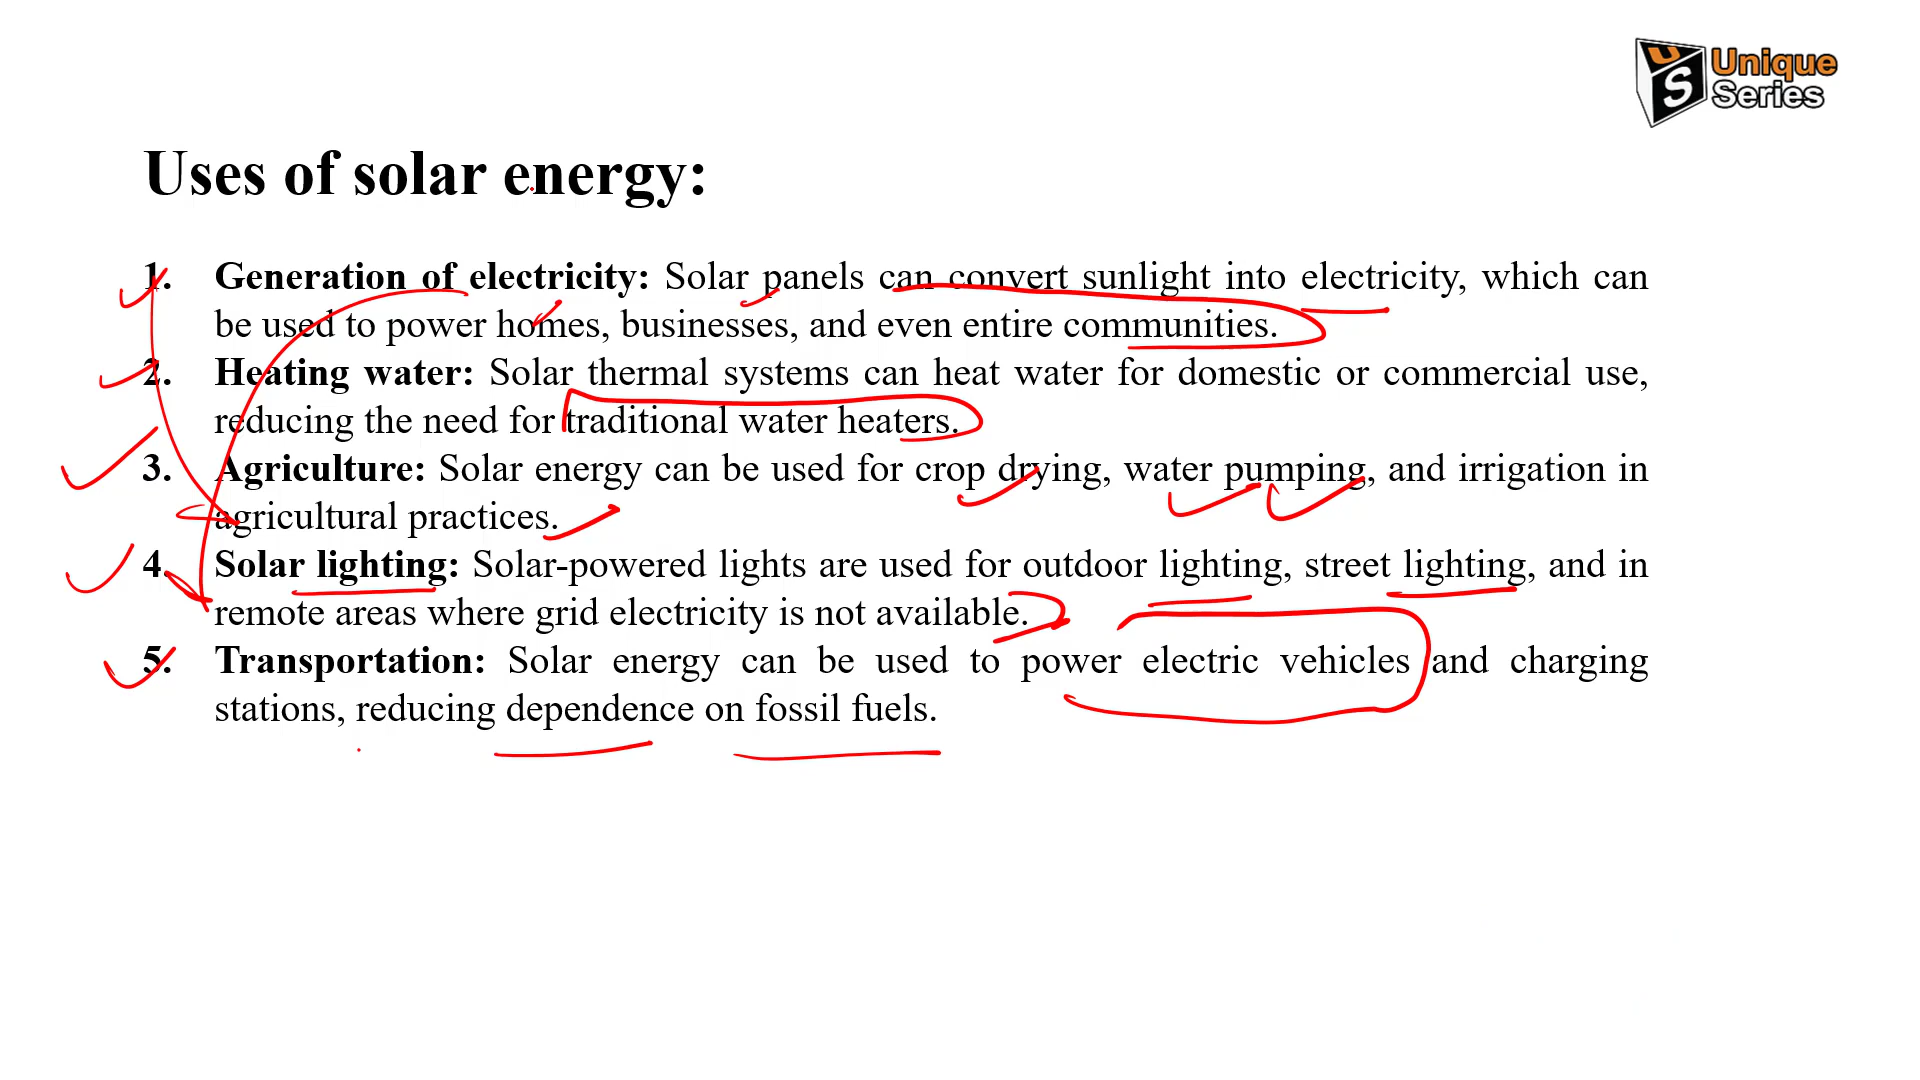 US Unique
Series
Uses of solar energy:
1. Generation of electricity: Solar panels can convert sunlight into electricity, which can
be used to power homes, businesses, and even entire communities.
2. Heating water: Solar thermal systems can heat water for domestic or commercial use,
reducing the need for traditional water heaters.
3. Agriculture: Solar energy can be used for crop drying, water pumping, and irrigation in
agricultural practices.
4. Solar lighting: Solar-powered lights are used for outdoor lighting, street lighting, and in
remote areas where grid electricity is not available.
5. Transportation: Solar energy can be used to power electric vehicles and charging
stations, reducing dependence on fossil fuels.